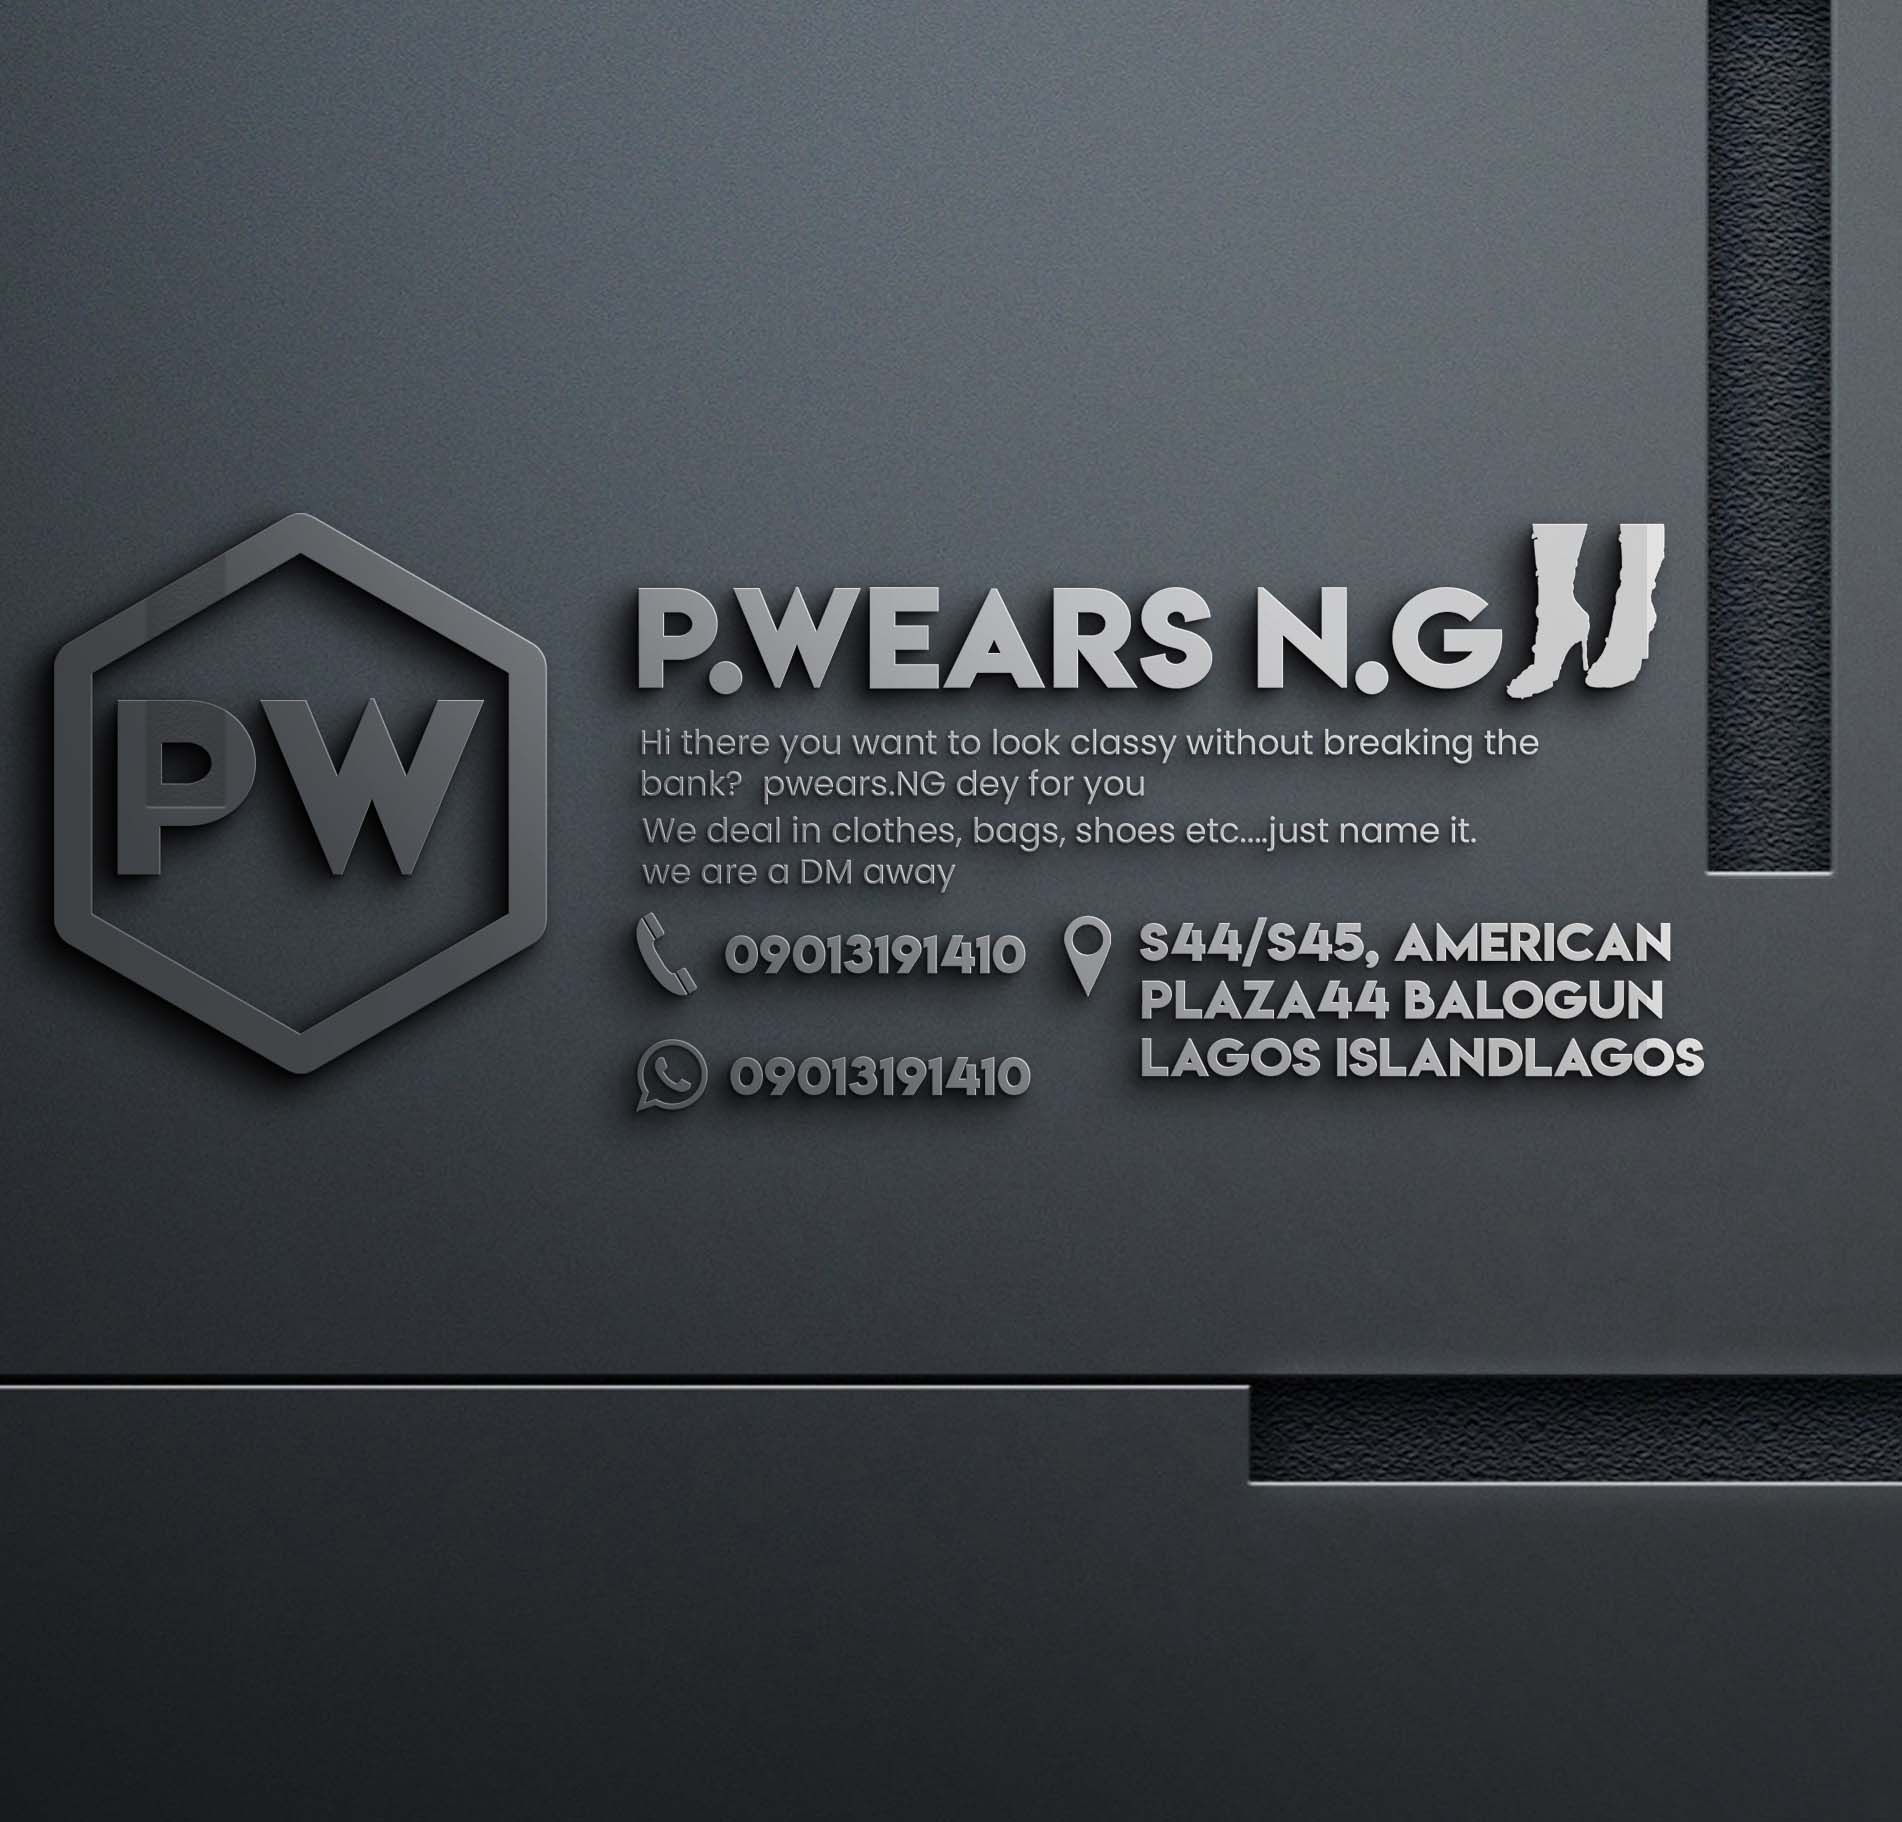 PW
P.WEARS N.G
Hi there you want to look classy without breaking the
bank?  pwears.NG dey for you
We deal in clothes, bags, shoes etc....just name it.
we are a DM away
09013191410
09013191410
S44/S45, AMERICAN
PLAZA44 BALOGUN
LAGOS ISLANDLAGOS